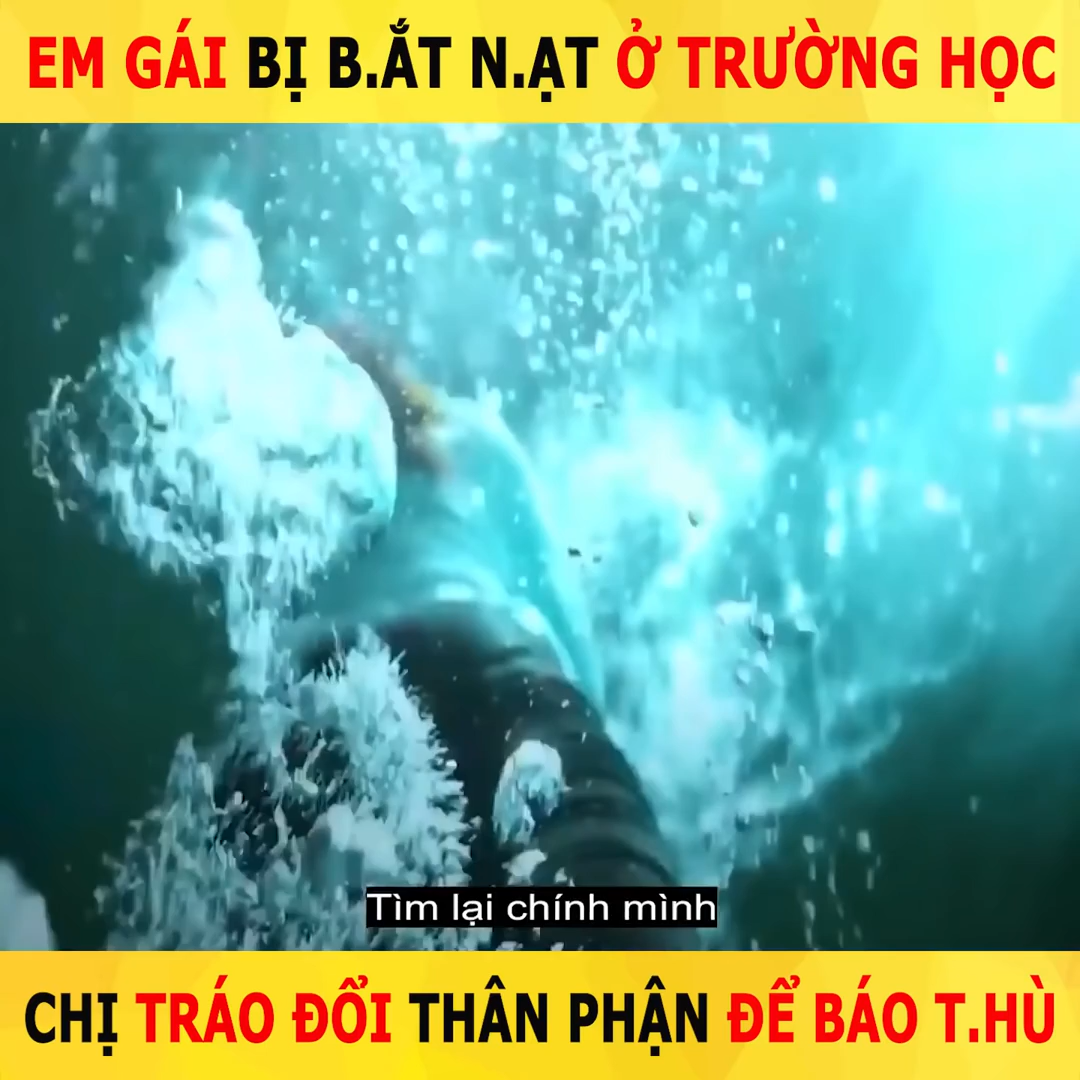 EM GÁI BỊ B.ẮT N.ẠT Ở TRƯỜNG HỌC
Tìm lại chính mình
CHỊ TRÁO ĐỔI THÂN PHẬN ĐỂ BÁO T.HÙ